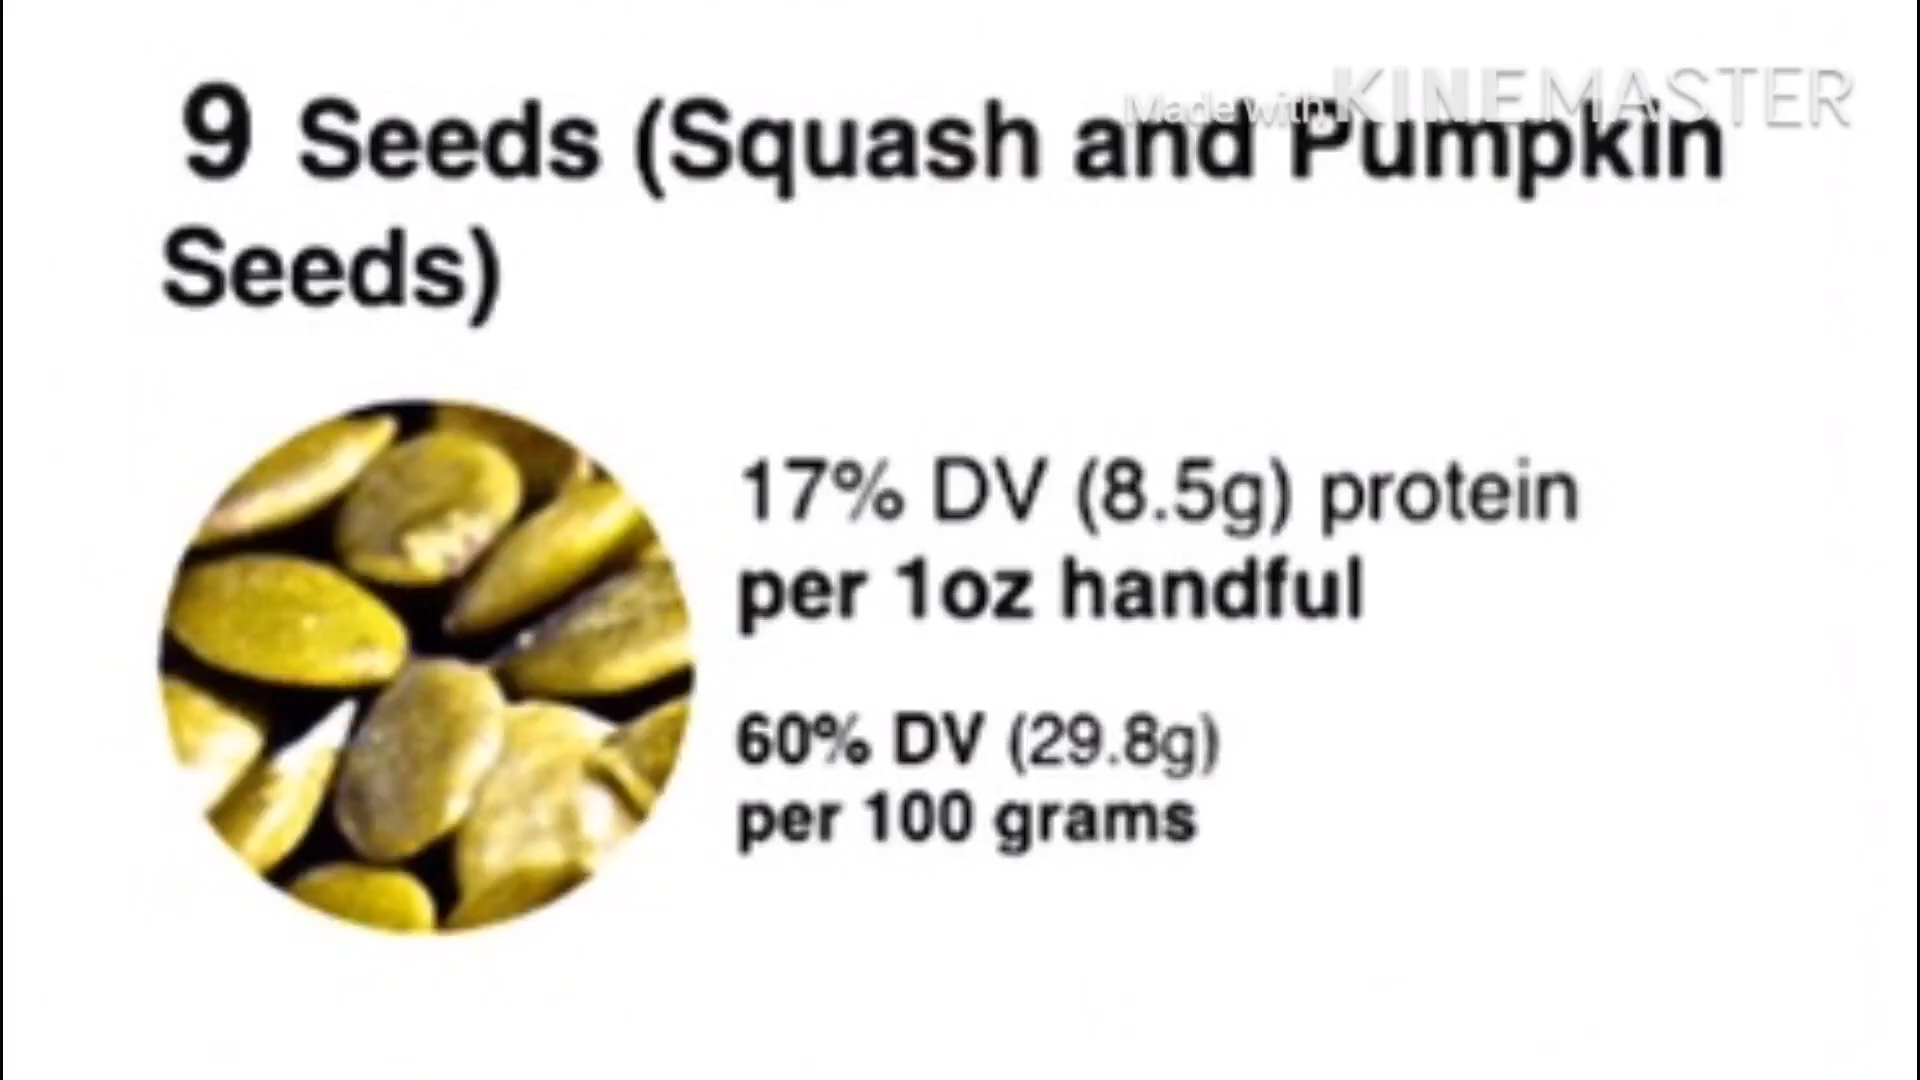 Made with KINEMASTER
9 Seeds (Squash and Pumpkin
Seeds)
17% DV (8.5g) protein
per 1oz handful
60% DV (29.8g)
per 100 grams